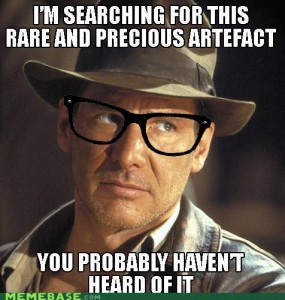 I'M SEARCHING FOR THIS
RARE AND PRECIOUS ARTEFACT
YOU PROBABLY HAVEN'T
HEARD OF IT
MEMEBASE.com